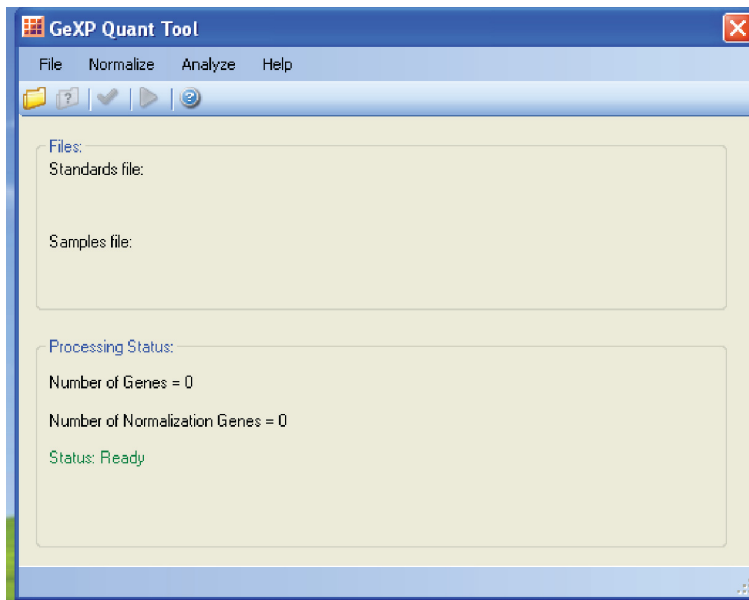 GeXP Quant Tool
File Normalize Analyze Help
Files:
Standards file:
Samples file:
Processing Status:
Number of Genes = 0
Number of Normalization Genes = 0
Status: Ready